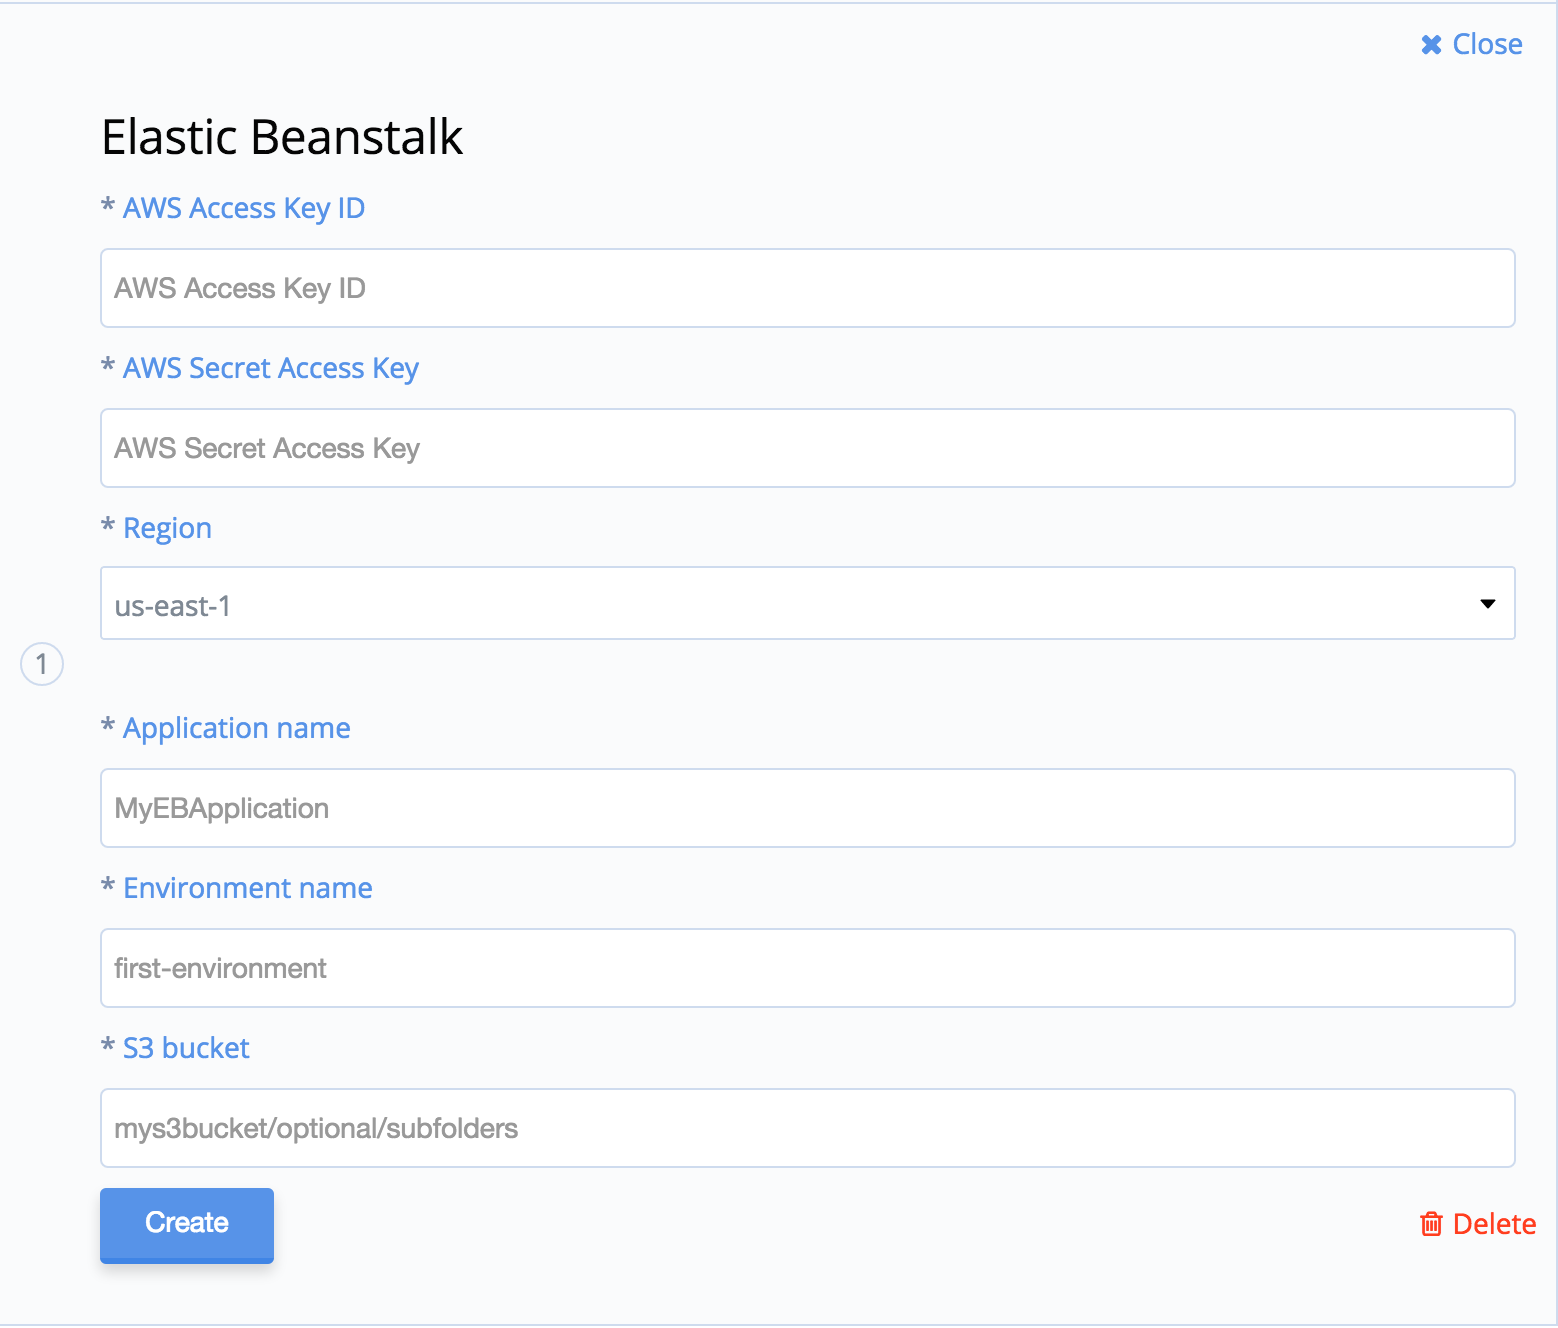 ✖ Close
Elastic Beanstalk
* AWS Access Key ID
AWS Access Key ID
* AWS Secret Access Key
AWS Secret Access Key
* Region
us-east-1
1
* Application name
MyEBApplication
* Environment name
first-environment
* S3 bucket
mys3bucket/optional/subfolders
Create
Delete